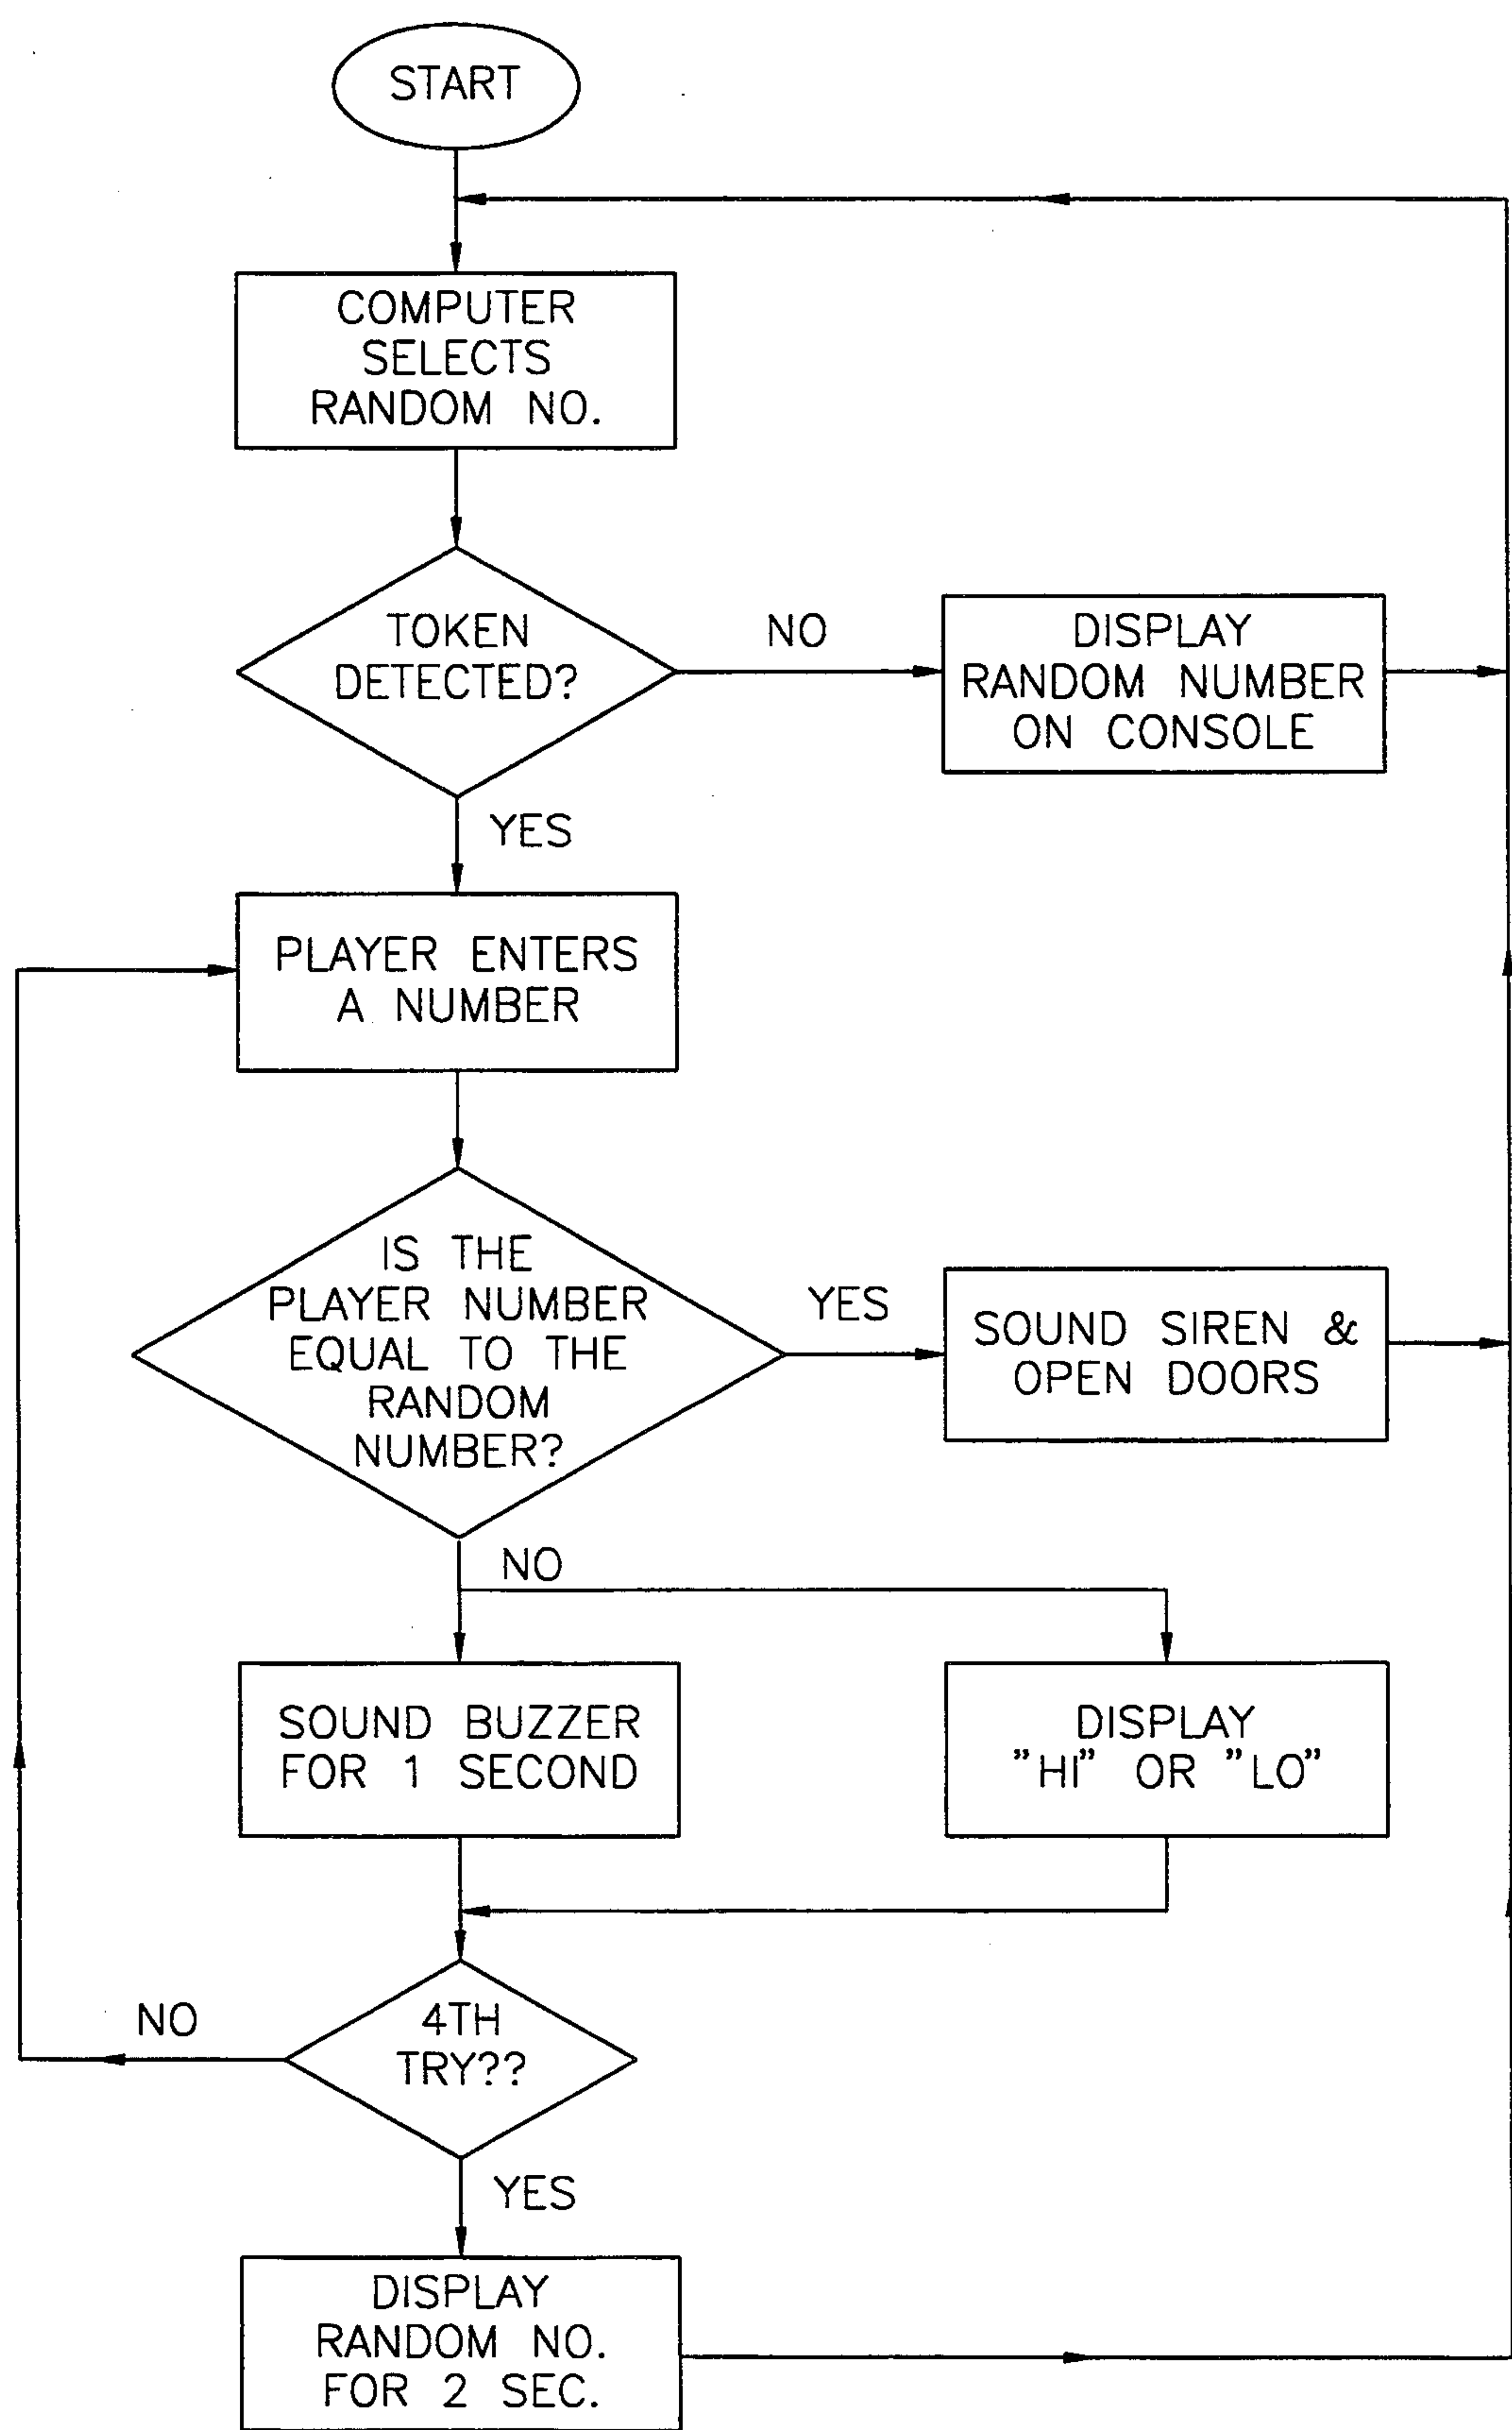 START
COMPUTER
SELECTS
RANDOM NO.
TOKEN
DETECTED?
NO
DISPLAY
RANDOM NUMBER
ON CONSOLE
YES
PLAYER ENTERS
A NUMBER
IS THE
PLAYER NUMBER
EQUAL TO THE
RANDOM
NUMBER?
YES
SOUND SIREN &
OPEN DOORS
NO
SOUND BUZZER
FOR 1 SECOND
DISPLAY
”HI” OR ”LO”
4TH
TRY??
NO
YES
DISPLAY
RANDOM NO.
FOR 2 SEC.